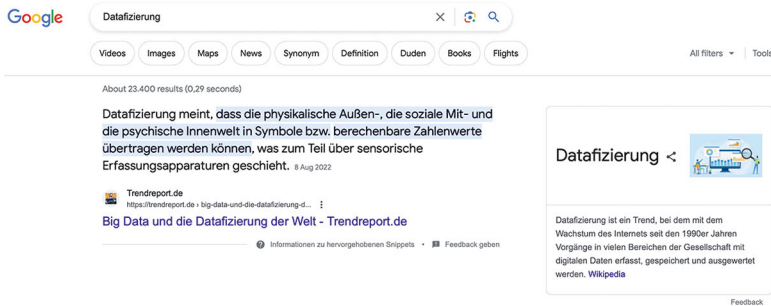 Google
Datafizierung
Videos
Images
Maps
News
Synonym
Definition
Duden
Books
Flights
All filters
Tools
About 23.400 results (0,29 seconds)
Datafizierung meint, dass die physikalische Außen-, die soziale Mit- und
die psychische Innenwelt in Symbole bzw. berechenbare Zahlenwerte
übertragen werden können, was zum Teil über sensorische
Erfassungsapparaturen geschieht. 8 Aug 2022
Trendreport.de
https://trendreport.de › big-data-und-die-datafizierung-d...
Big Data und die Datafizierung der Welt - Trendreport.de
Informationen zu hervorgehobenen Snippets • Feedback geben
Datafizierung
Datafizierung ist ein Trend, bei dem mit dem
Wachstum des Internets seit den 1990er Jahren
Vorgänge in vielen Bereichen der Gesellschaft mit
digitalen Daten erfasst, gespeichert und ausgewertet
werden. Wikipedia
Feedback